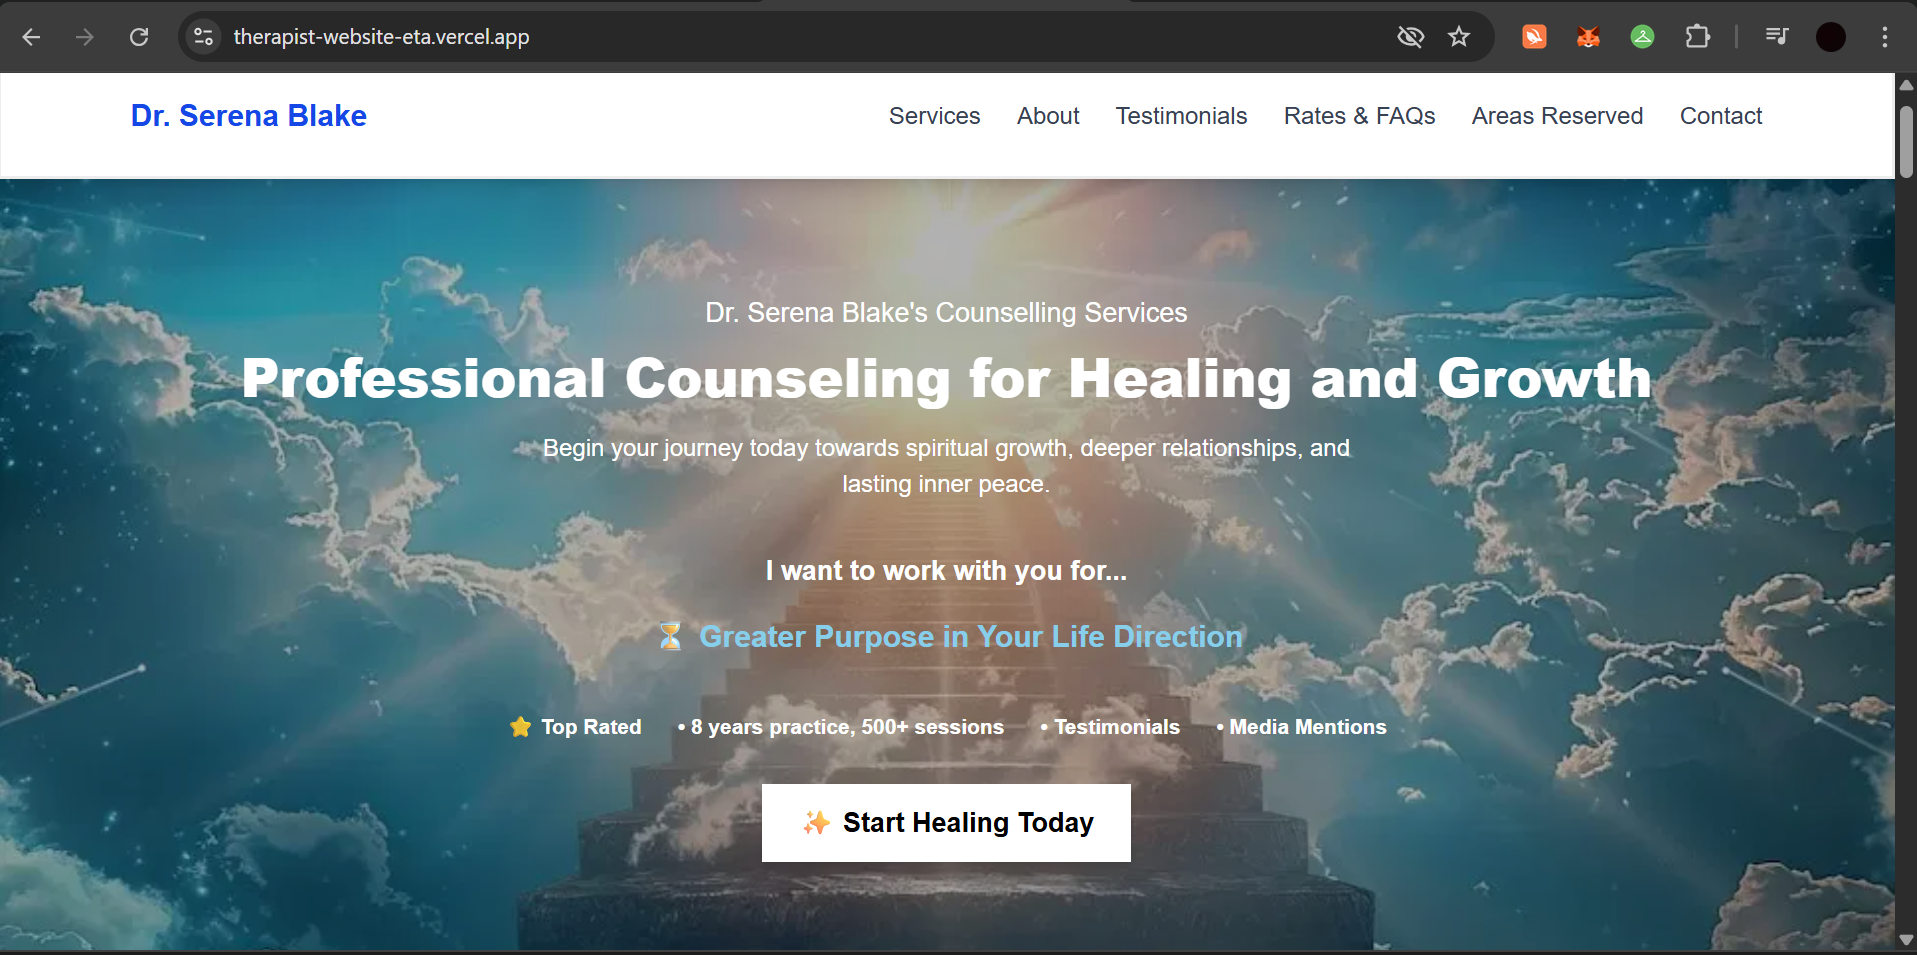 therapist-website-eta.vercel.app
Dr. Serena Blake
Services About Testimonials Rates & FAQs Areas Reserved Contact
Dr. Serena Blake's Counselling Services
Professional Counseling for Healing and Growth
Begin your journey today towards spiritual growth, deeper relationships, and
lasting inner peace.
I want to work with you for...
⏳ Greater Purpose in Your Life Direction
⭐ Top Rated • 8 years practice, 500+ sessions • Testimonials • Media Mentions
✨ Start Healing Today